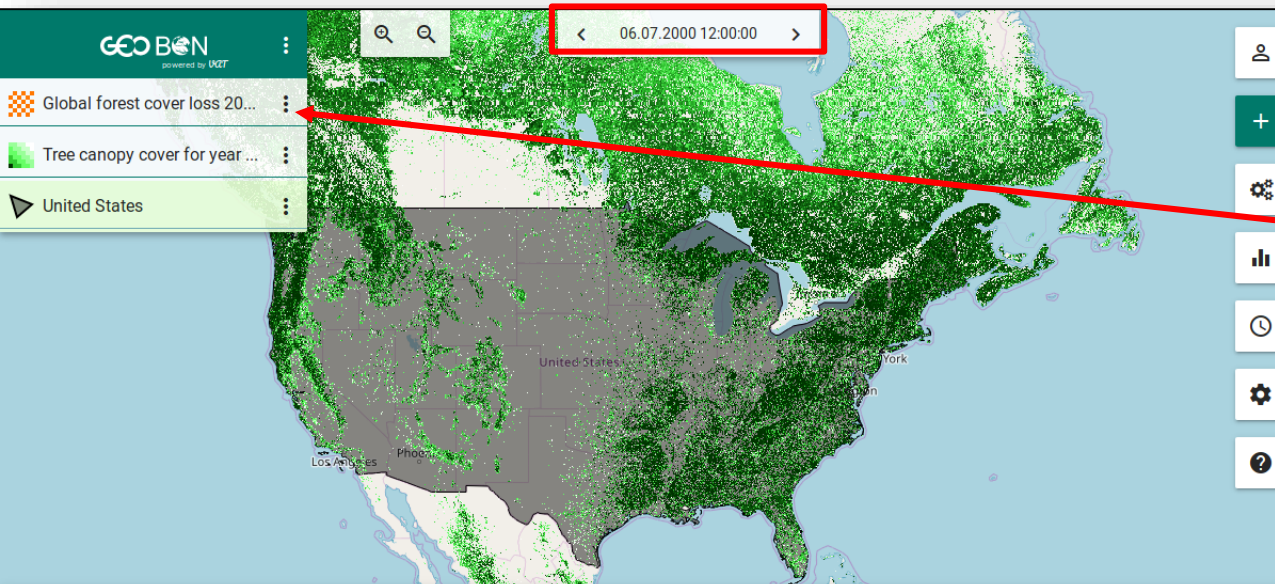 GEO BON
powered by VAT
06.07.2000 12:00:00
Global forest cover loss 20...
Tree canopy cover for year ...
United States
United States
York
Los Angeles
Phoe